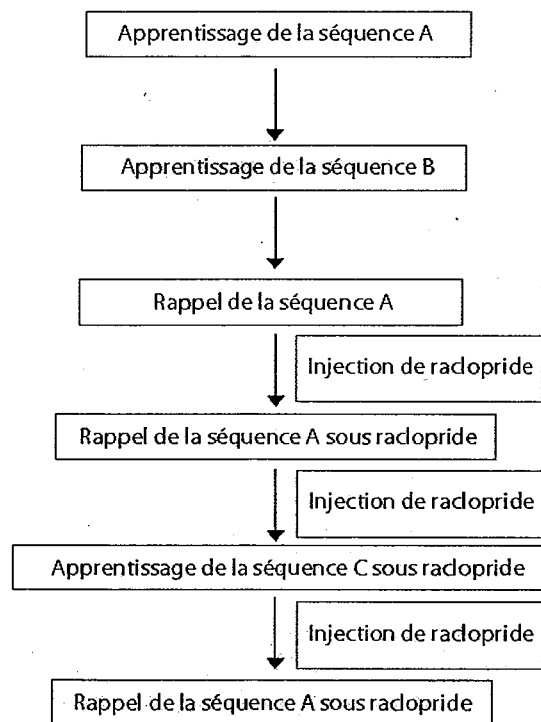 Apprentissage de la séquence A
Apprentissage de la séquence B
Rappel de la séquence A
Injection de raclopride
Rappel de la séquence A sous raclopride
Injection de raclopride
Apprentissage de la séquence C sous raclopride
Injection de raclopride
Rappel de la séquence A sous raclopride